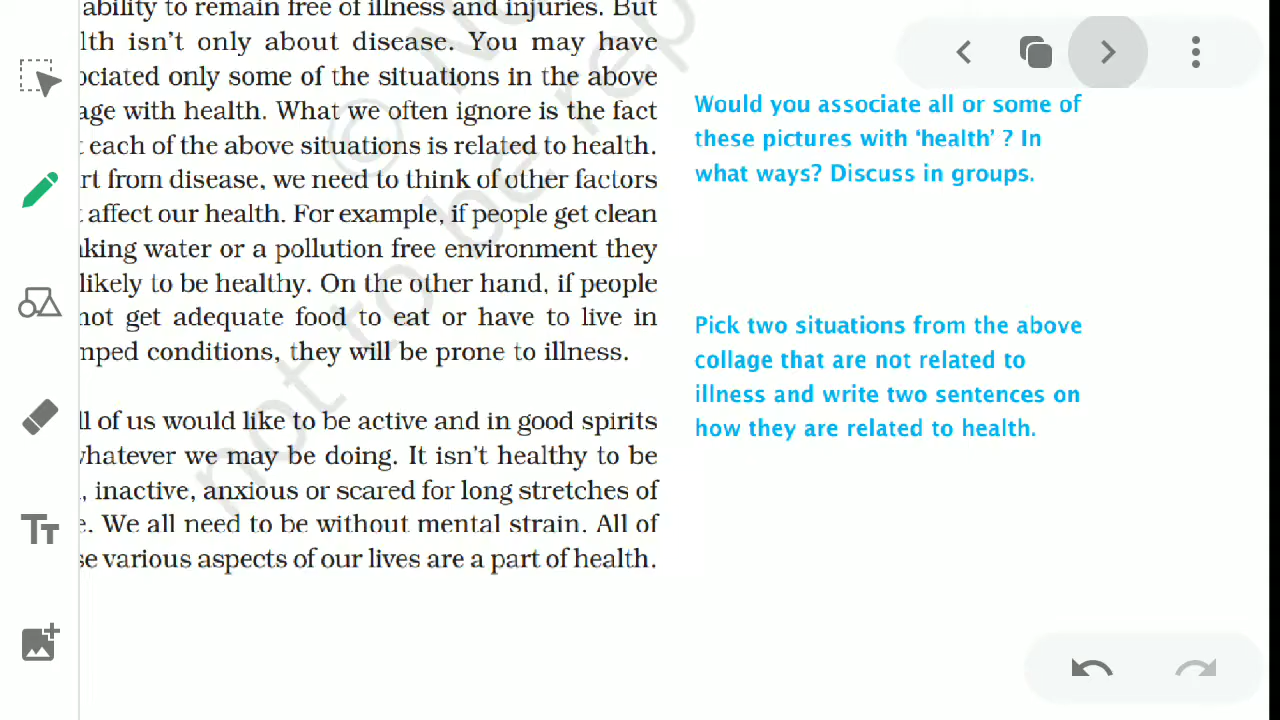 ability to remain free of illness and injuries. But
lth isn't only about disease. You may have
ociated only some of the situations in the above
age with health. What we often ignore is the fact
each of the above situations is related to health.
rt from disease, we need to think of other factors
affect our health. For example, if people get clean
king water or a pollution free environment they
likely to be healthy. On the other hand, if people
not get adequate food to eat or have to live in
mped conditions, they will be prone to illness.
ll of us would like to be active and in good spirits
whatever we may be doing. It isn't healthy to be
, inactive, anxious or scared for long stretches of
e. We all need to be without mental strain. All of
se various aspects of our lives are a part of health.
Would you associate all or some of
these pictures with ‘health’ ? In
what ways? Discuss in groups.
Pick two situations from the above
collage that are not related to
illness and write two sentences on
how they are related to health.
© No
not to be rep
TT